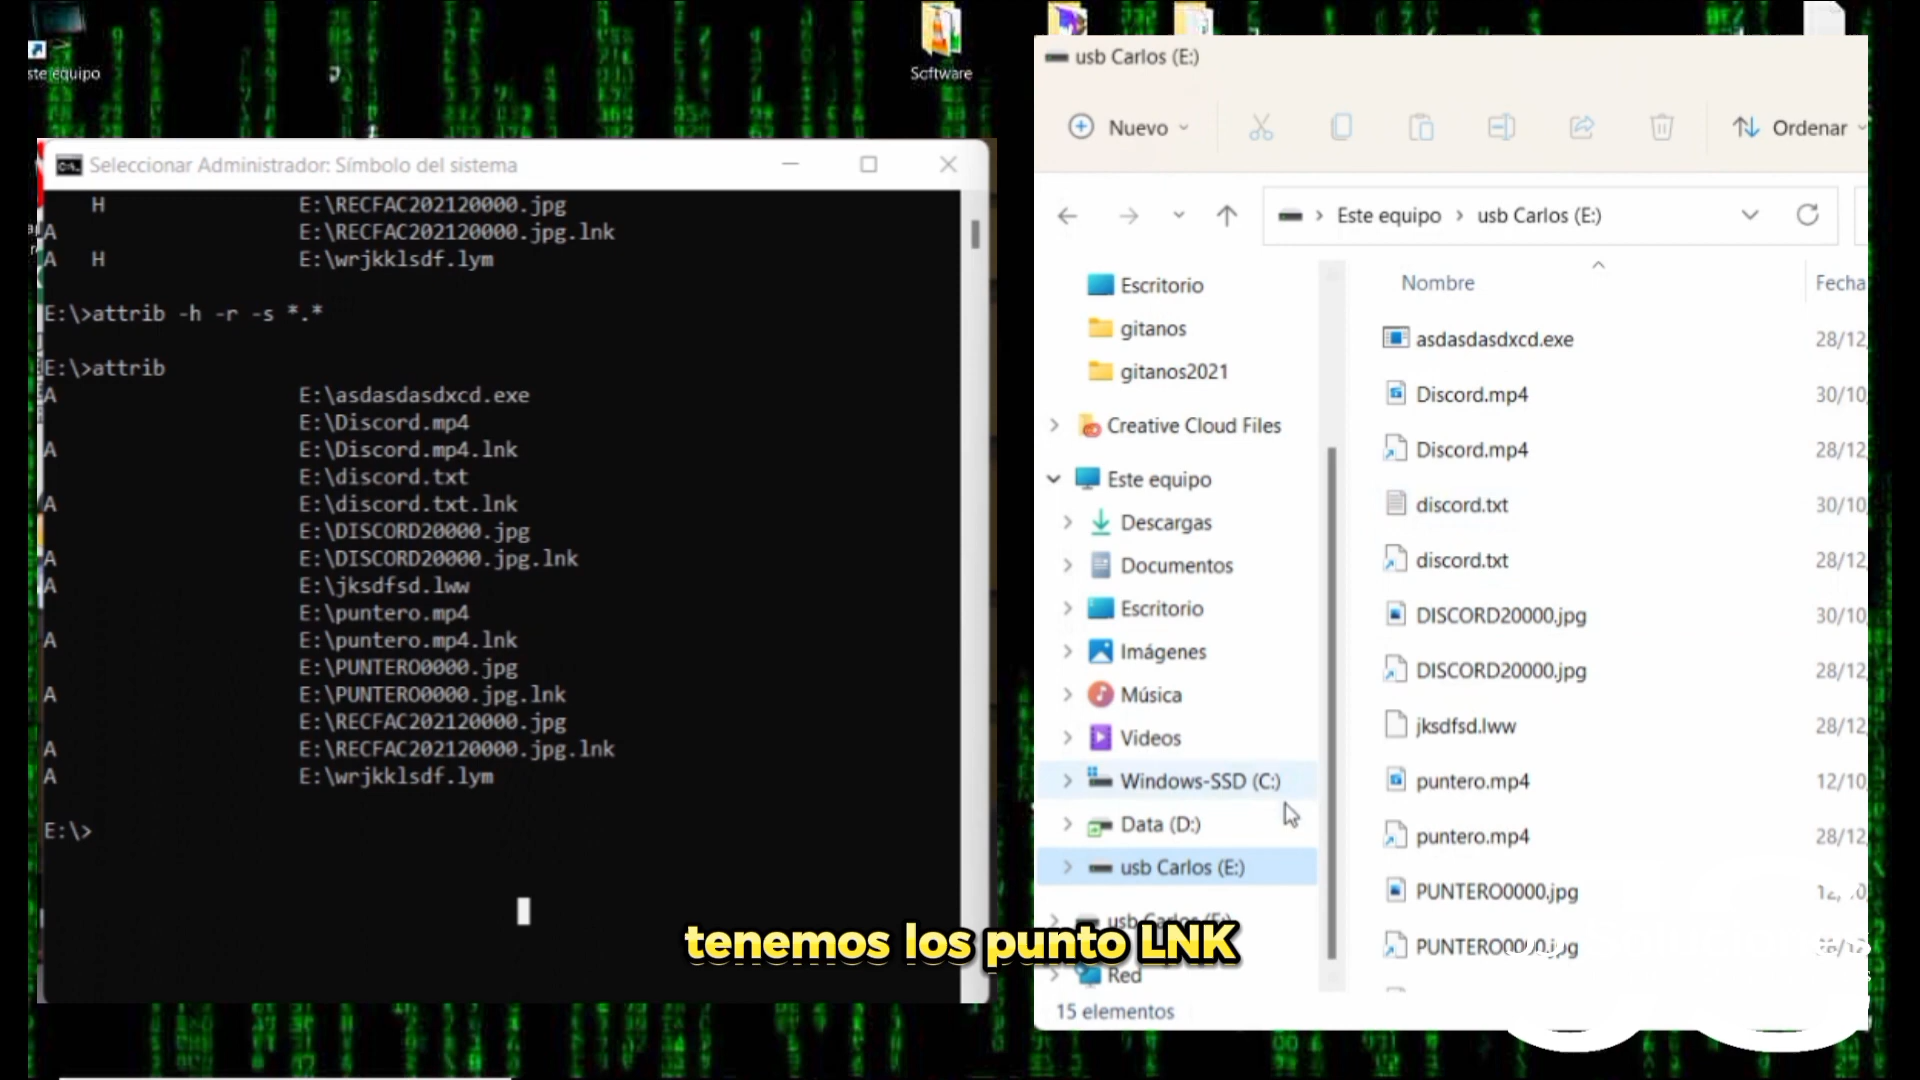 ste equipo
Software
Seleccionar Administrador: Símbolo del sistema
H E:\RECFAC202120000.jpg
A E:\RECFAC202120000.jpg.lnk
A H E:\wrjkklsdf.lym
E:\>attrib -h -r -s *.*
E:\>attrib
A E:\asdasdasdxcd.exe
E:\Discord.mp4
A E:\Discord.mp4.lnk
E:\discord.txt
A E:\discord.txt.lnk
E:\DISCORD20000.jpg
A E:\DISCORD20000.jpg.lnk
A E:\jksdfsd.lww
E:\puntero.mp4
A E:\puntero.mp4.lnk
E:\PUNTERO0000.jpg
A E:\PUNTERO0000.jpg.lnk
E:\RECFAC202120000.jpg
A E:\RECFAC202120000.jpg.lnk
A E:\wrjkklsdf.lym
E:\>
usb Carlos (E:)
Nuevo
Ordenar
Este equipo > usb Carlos (E:)
Escritorio
gitanos
gitanos2021
Creative Cloud Files
Este equipo
Descargas
Documentos
Escritorio
Imágenes
Música
Videos
Windows-SSD (C:)
Data (D:)
usb Carlos (E:)
usb Carlos (E:)
Red
Nombre Fecha
asdasdasdxcd.exe 28/12
Discord.mp4 30/10
Discord.mp4 28/12
discord.txt 30/10
discord.txt 28/12
DISCORD20000.jpg 30/10
DISCORD20000.jpg 28/12
jksdfsd.lww 28/12
puntero.mp4 12/10
puntero.mp4 28/12
PUNTERO0000.jpg
PUNTERO0000.jpg
15 elementos
tenemos los punto LNK